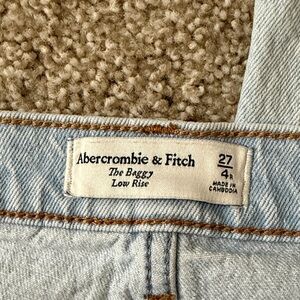 Abercrombie & Fitch
The Baggy
Low Rise
27
4R
MADE IN
CAMBODIA